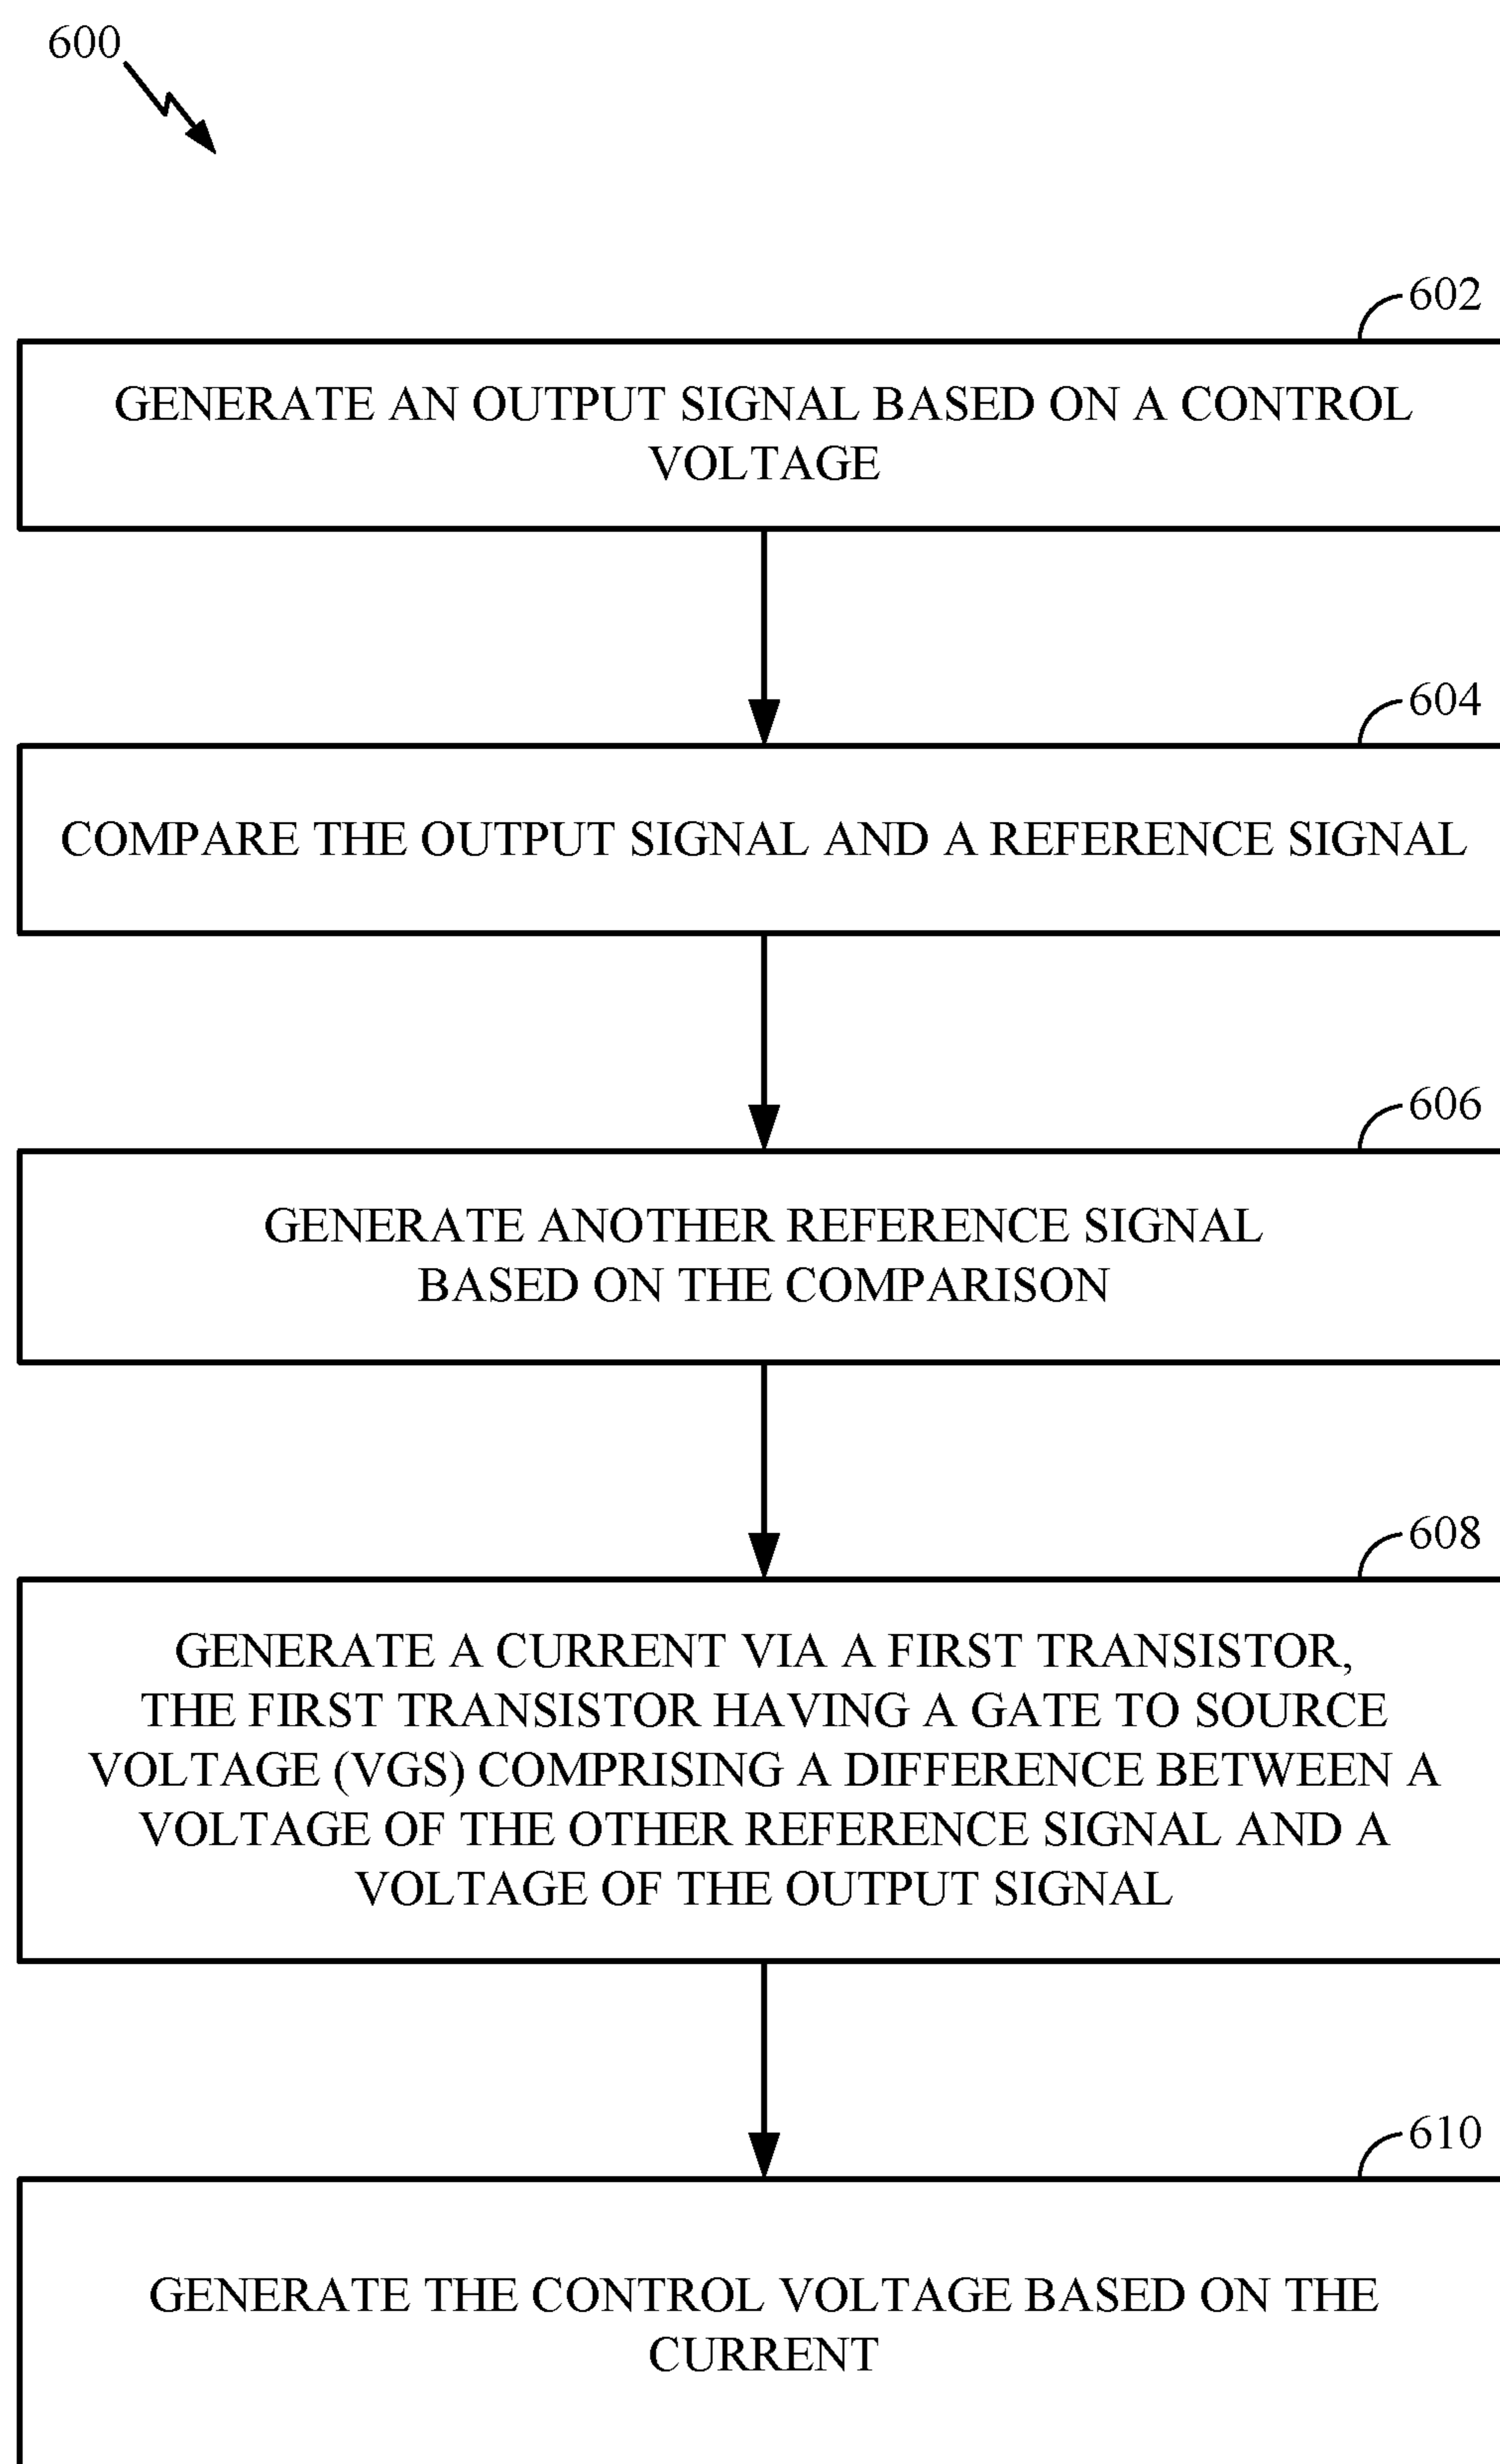 600
602
GENERATE AN OUTPUT SIGNAL BASED ON A CONTROL
VOLTAGE
604
COMPARE THE OUTPUT SIGNAL AND A REFERENCE SIGNAL
606
GENERATE ANOTHER REFERENCE SIGNAL
BASED ON THE COMPARISON
608
GENERATE A CURRENT VIA A FIRST TRANSISTOR,
THE FIRST TRANSISTOR HAVING A GATE TO SOURCE
VOLTAGE (VGS) COMPRISING A DIFFERENCE BETWEEN A
VOLTAGE OF THE OTHER REFERENCE SIGNAL AND A
VOLTAGE OF THE OUTPUT SIGNAL
610
GENERATE THE CONTROL VOLTAGE BASED ON THE
CURRENT